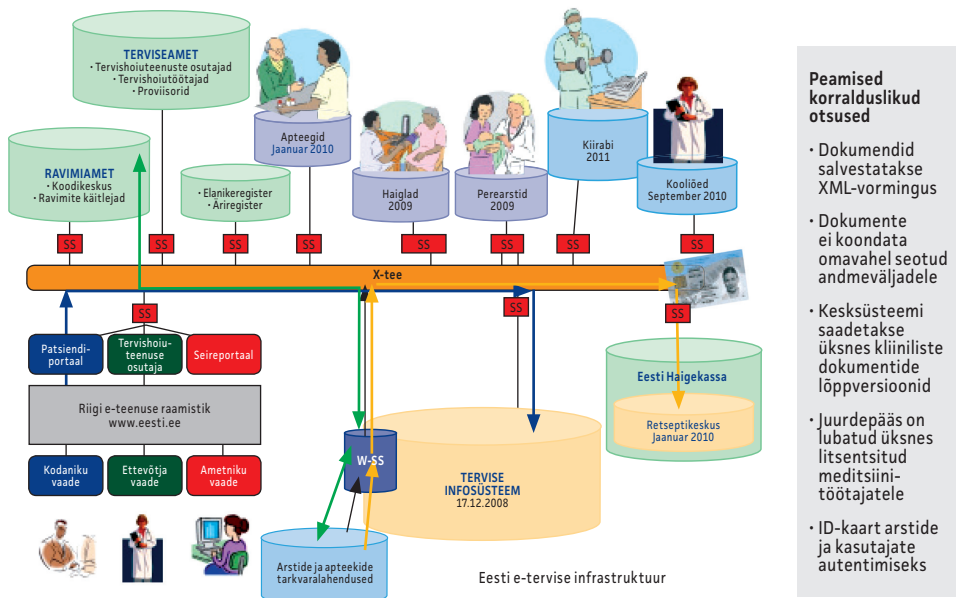 TERVISEAMET
· Tervishoiuteenuste osutajad
· Tervishoiutöötajad
· Proviisorid
RAVIMIAMET
· Koodikeskus
· Ravimite käitlejad
· Elanikeregister
· Äriregister
Apteegid
Jaanuar 2010
Haiglad
2009
Perearstid
2009
Kiirabi
2011
Kooliõed
September 2010
SS
SS
SS
SS
SS
SS
SS
SS
X-tee
SS
SS
SS
Patsiendi-
portaal
Tervishoiu-
teenuse
osutaja
Seireportaal
Riigi e-teenuse raamistik
www.eesti.ee
Kodaniku
vaade
Ettevõtja
vaade
Ametniku
vaade
W-SS
TERVISE
INFOSÜSTEEM
17.12.2008
Eesti Haigekassa
Retseptikeskus
Jaanuar 2010
Arstide ja apteekide
tarkvaralahendused
Eesti e-tervise infrastruktuur
Peamised
korralduslikud
otsused
· Dokumendid
salvestatakse
XML-vormingus
· Dokumente
ei koondata
omavahel seotud
andmeväljadele
· Kesksüsteemi
saadetakse
üksnes kliiniliste
dokumentide
lõppversioonid
· Juurdepääs on
lubatud üksnes
litsentsitud
meditsiini-
töötajatele
· ID-kaart arstide
ja kasutajate
autentimiseks